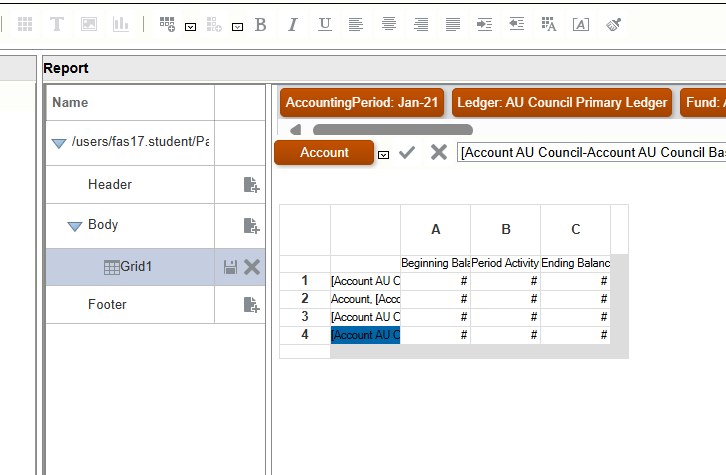 T B I U A A
Report
Name
AccountingPeriod: Jan-21 Ledger: AU Council Primary Ledger Fund:
/users/fas17.student/Pa
Account [Account AU Council-Account AU Council Ba
Header
Body
A B C
Beginning Bal Period Activity Ending Balanc
Grid1
1 [Account AU C # # #
2 Account, [Acco # # #
3 [Account AU C # # #
Footer
4 [Account AU C # # #